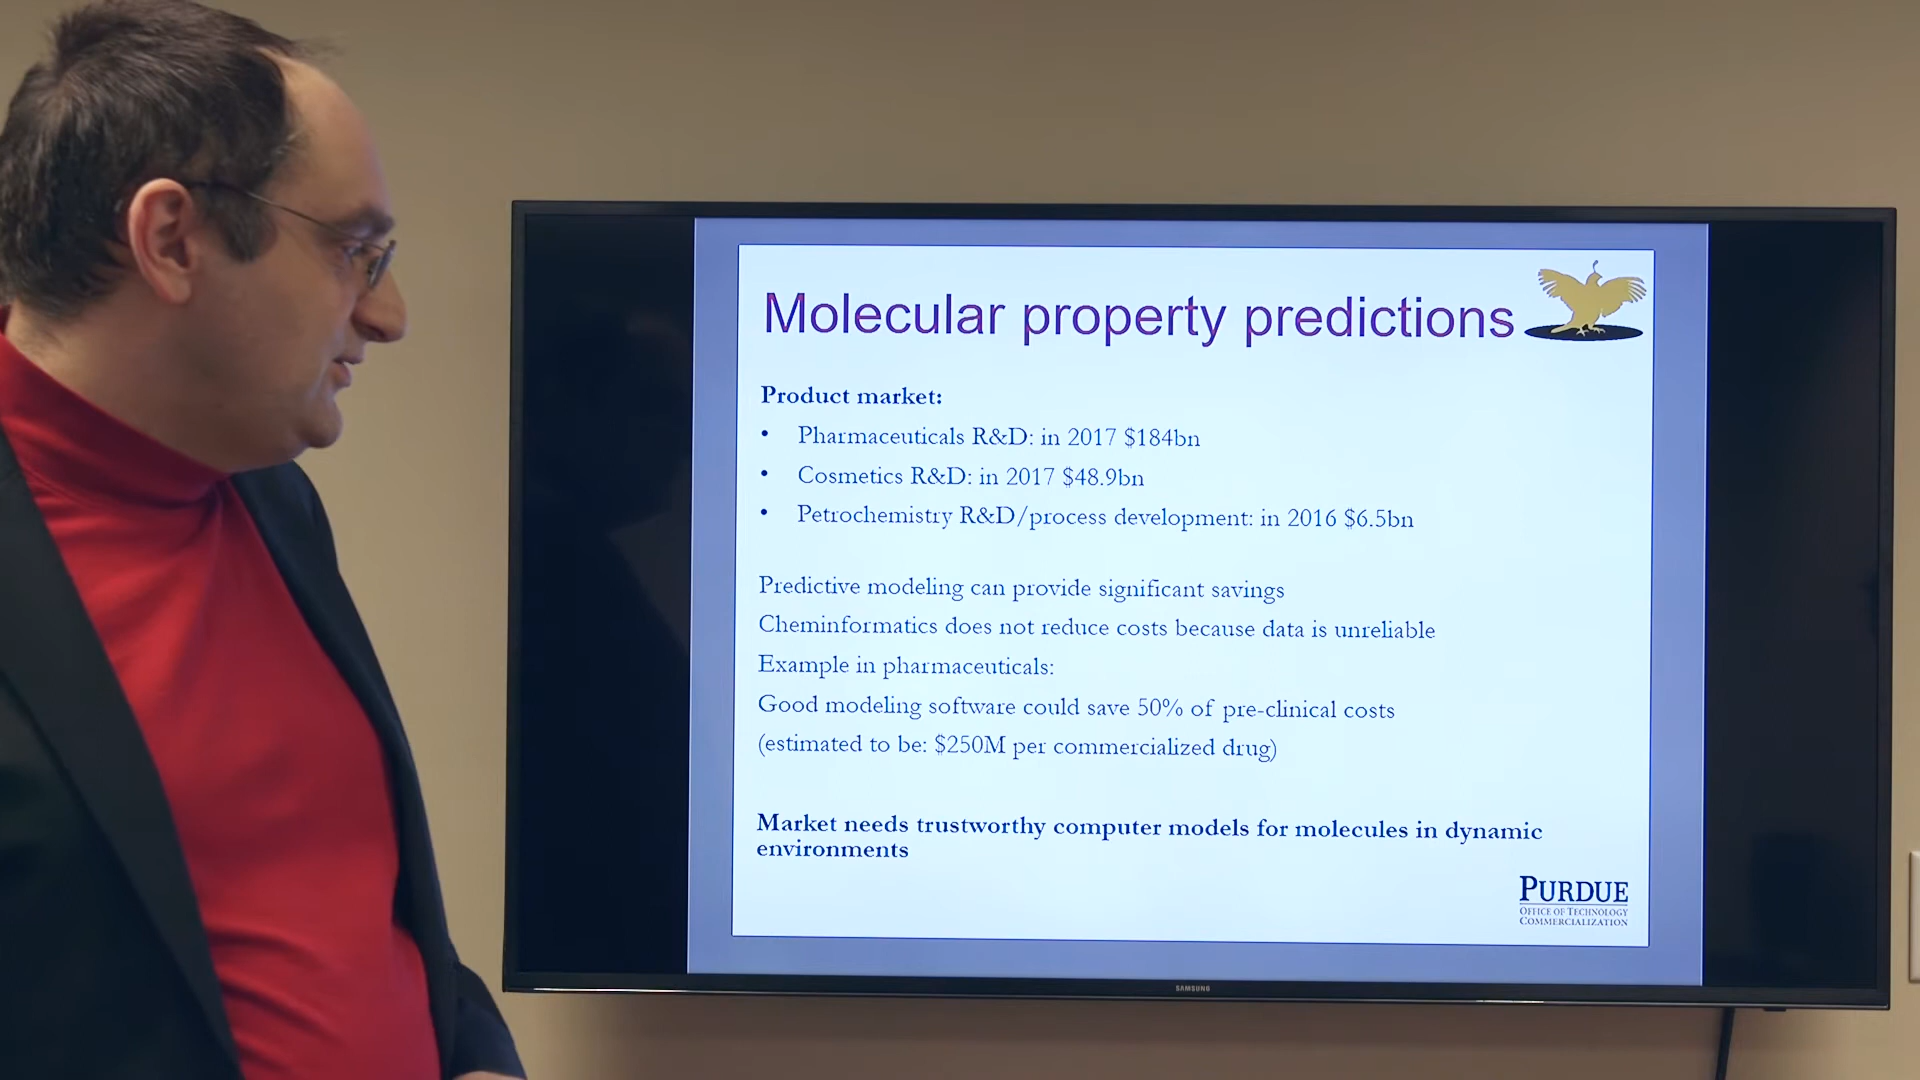 Molecular property predictions
Product market:
• Pharmaceuticals R&D: in 2017 $184bn
• Cosmetics R&D: in 2017 $48.9bn
• Petrochemistry R&D/process development: in 2016 $6.5bn
Predictive modeling can provide significant savings
Cheminformatics does not reduce costs because data is unreliable
Example in pharmaceuticals:
Good modeling software could save 50% of pre-clinical costs
(estimated to be: $250M per commercialized drug)
Market needs trustworthy computer models for molecules in dynamic
environments
PURDUE
OFFICE OF TECHNOLOGY
COMMERCIALIZATION
SAMSUNG